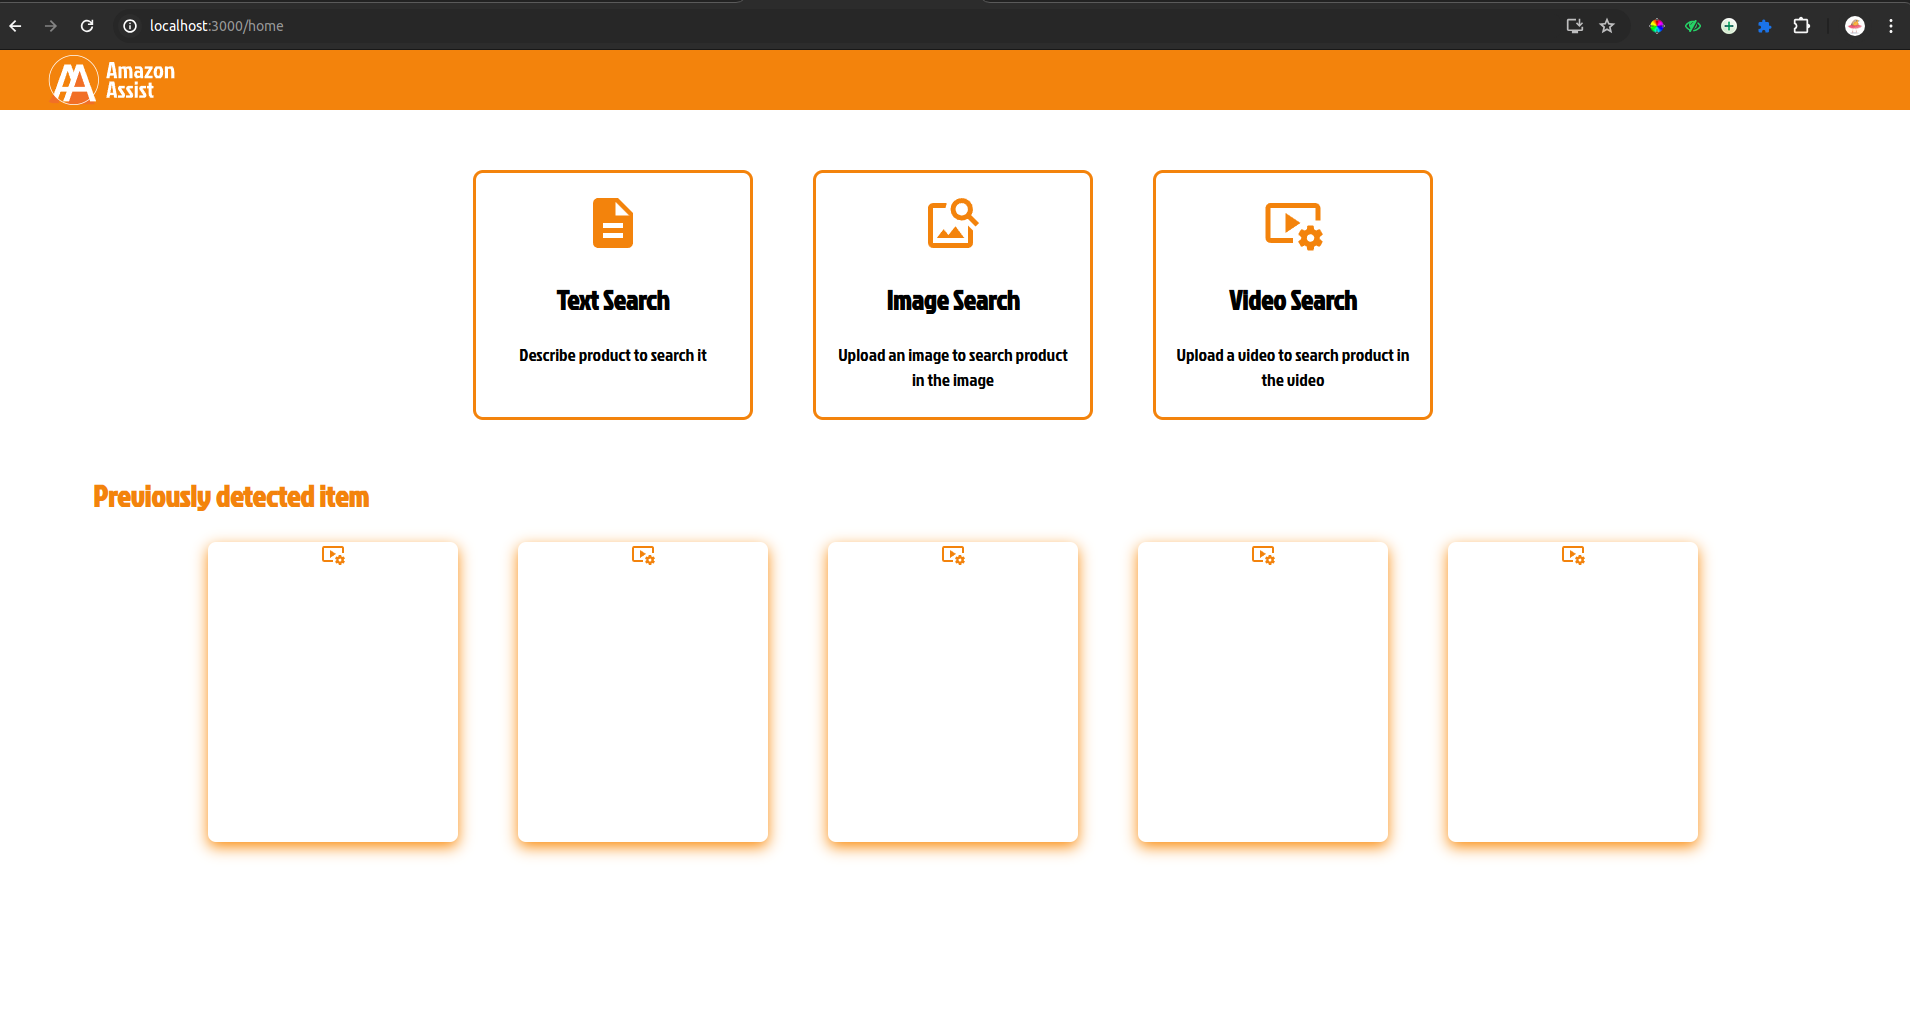 localhost:3000/home
Amazon
Assist
Text Search
Describe product to search it
Image Search
Upload an image to search product
in the image
Video Search
Upload a video to search product in
the video
Previously detected item